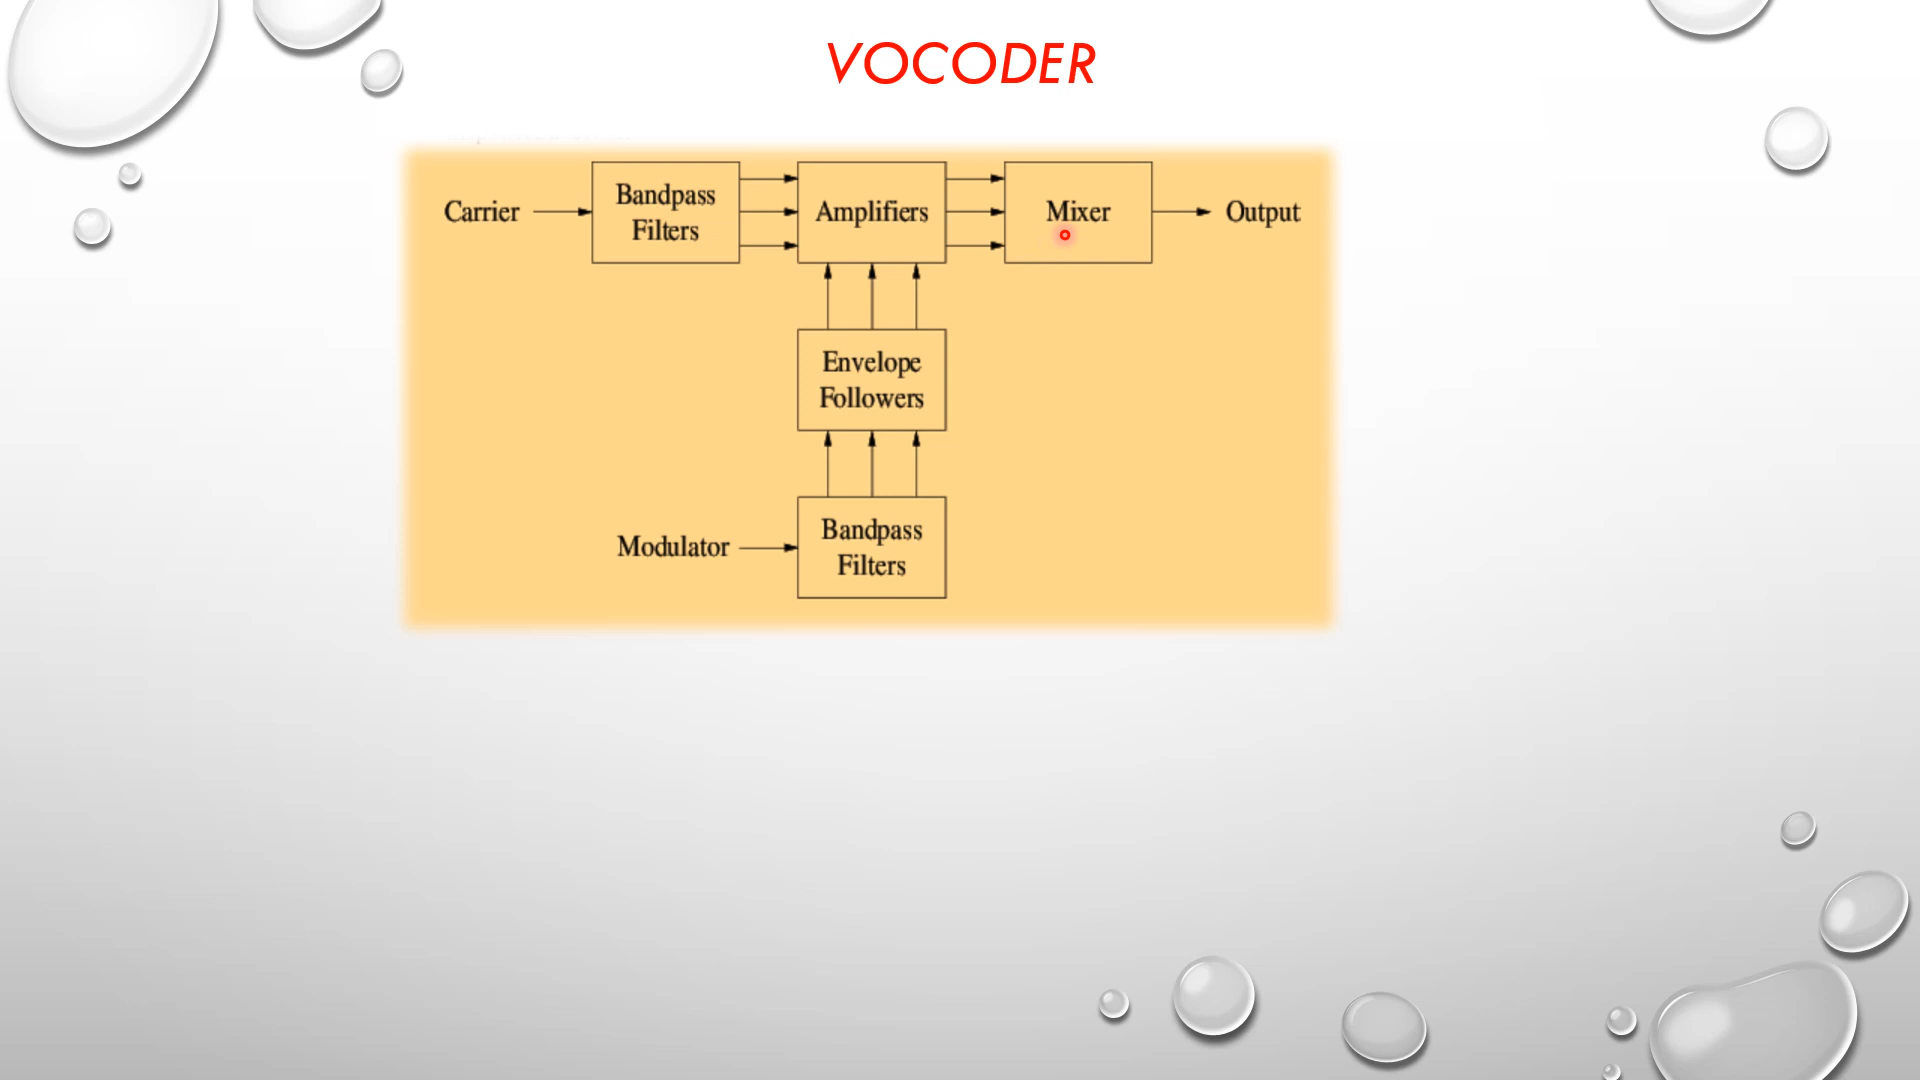 VOCODER
Carrier
Bandpass
Filters
Amplifiers
Mixer
Output
Envelope
Followers
Modulator
Bandpass
Filters